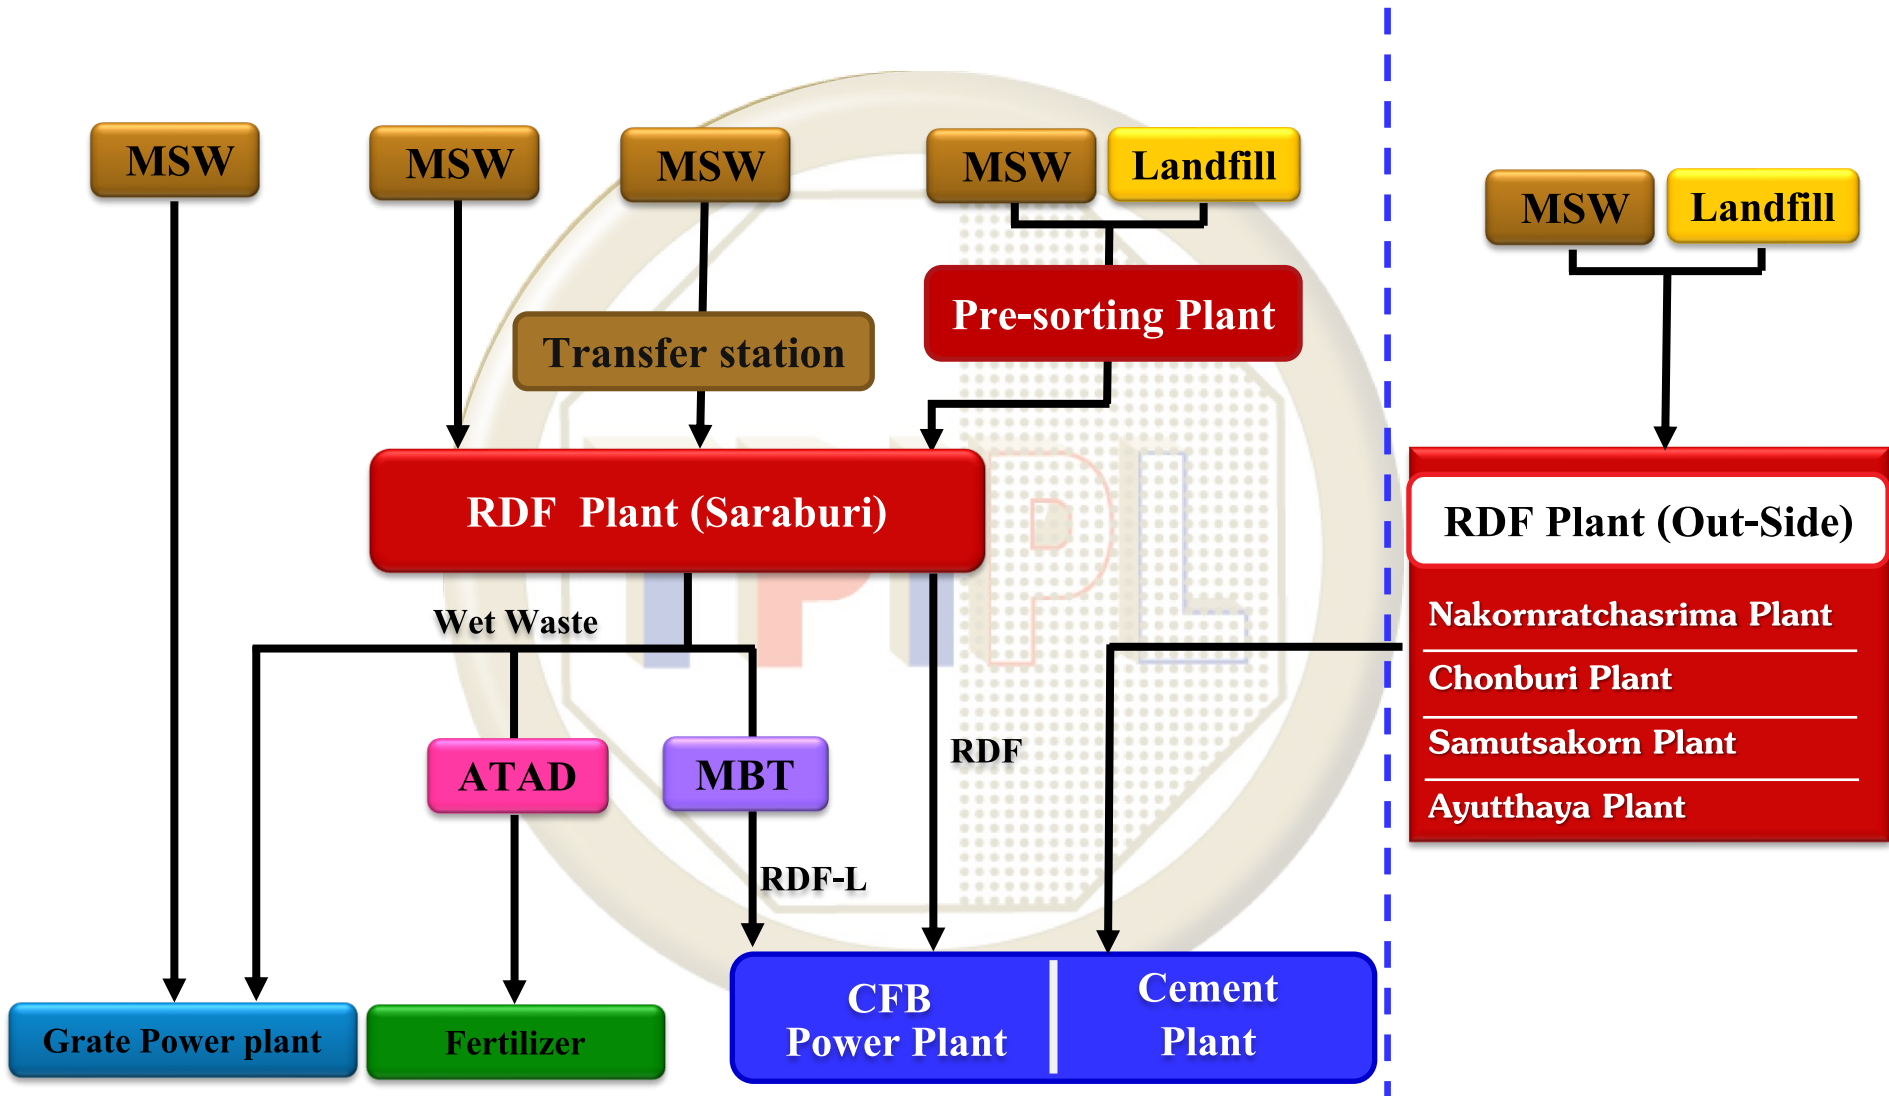 MSW
MSW
MSW
MSW
Landfill
MSW
Landfill
Pre-sorting Plant
Transfer station
RDF Plant (Saraburi)
RDF Plant (Out-Side)
Nakornratchasrima Plant
Chonburi Plant
Samutsakorn Plant
Ayutthaya Plant
Wet Waste
ATAD
MBT
RDF
RDF-L
Grate Power plant
Fertilizer
CFB
Power Plant
Cement
Plant
TPIPL